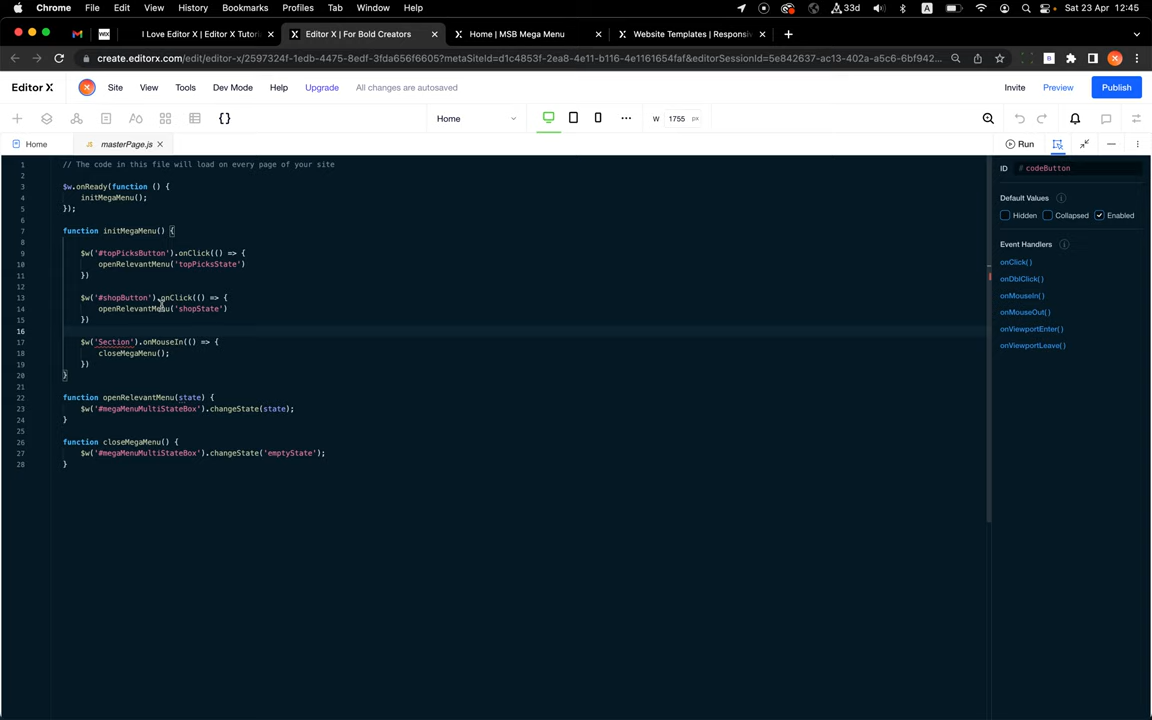 Chrome File Edit View History Bookmarks Profiles Tab Window Help 33d A Sat 23 Apr 12:45
WIX I Love Editor X | Editor X Tutori Editor X | For Bold Creators Home | MSB Mega Menu Website Templates | Responsiv
create.editorx.com/edit/editor-x/2597324f-1edb-4475-8edf-3fda656f6605?metaSiteId=d1c4853f-2ea8-4e11-b116-4e1161654faf&editorSessionId=5e842637-ac13-402a-a5c6-6bf942...
Editor X Site View Tools Dev Mode Help Upgrade All changes are autosaved Invite Preview Publish
{} Home W 1755 px
Home JS masterPage.js Run
1 // The code in this file will load on every page of your site
2
3 $w.onReady(function () {
4 initMegaMenu();
5 });
6
7 function initMegaMenu() {
8
9 $w('#topPicksButton').onClick(() => {
10 openRelevantMenu('topPicksState')
11 })
12
13 $w('#shopButton').onClick(() => {
14 openRelevantMenu('shopState')
15 })
16
17 $w('Section').onMouseIn(() => {
18 closeMegaMenu();
19 })
20 }
21
22 function openRelevantMenu(state) {
23 $w('#megaMenuMultiStateBox').changeState(state);
24 }
25
26 function closeMegaMenu() {
27 $w('#megaMenuMultiStateBox').changeState('emptyState');
28 }
ID # codeButton
Default Values
Hidden Collapsed Enabled
Event Handlers
onClick()
onDblClick()
onMouseIn()
onMouseOut()
onViewportEnter()
onViewportLeave()